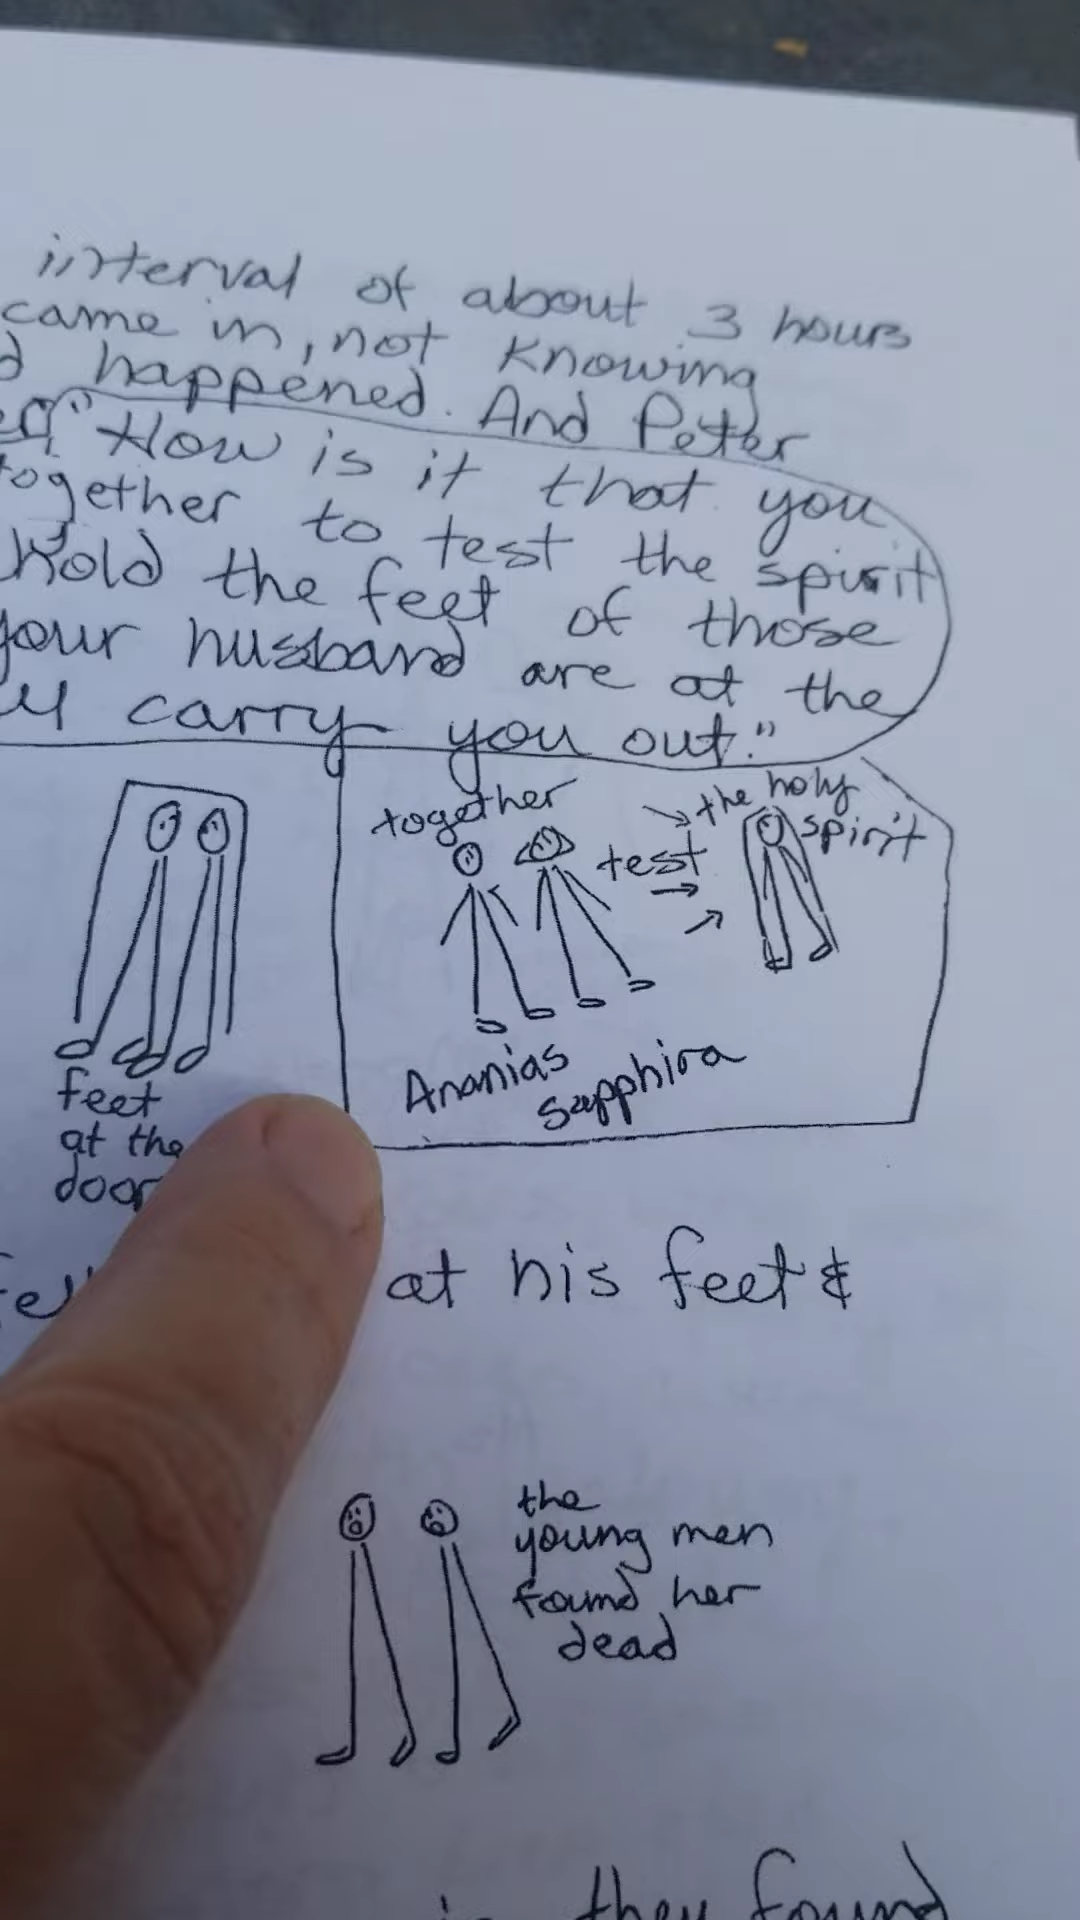 interval of about 3 hours
came in, not knowing
happened. And Peter
"How is it that you
together to test the spirit
hold the feet of those
your husband are at the
carry you out."
together
test
the holy
spirit
Ananias
Sapphira
feet
at the
door
at his feet &
the
young men
found her
dead
they found